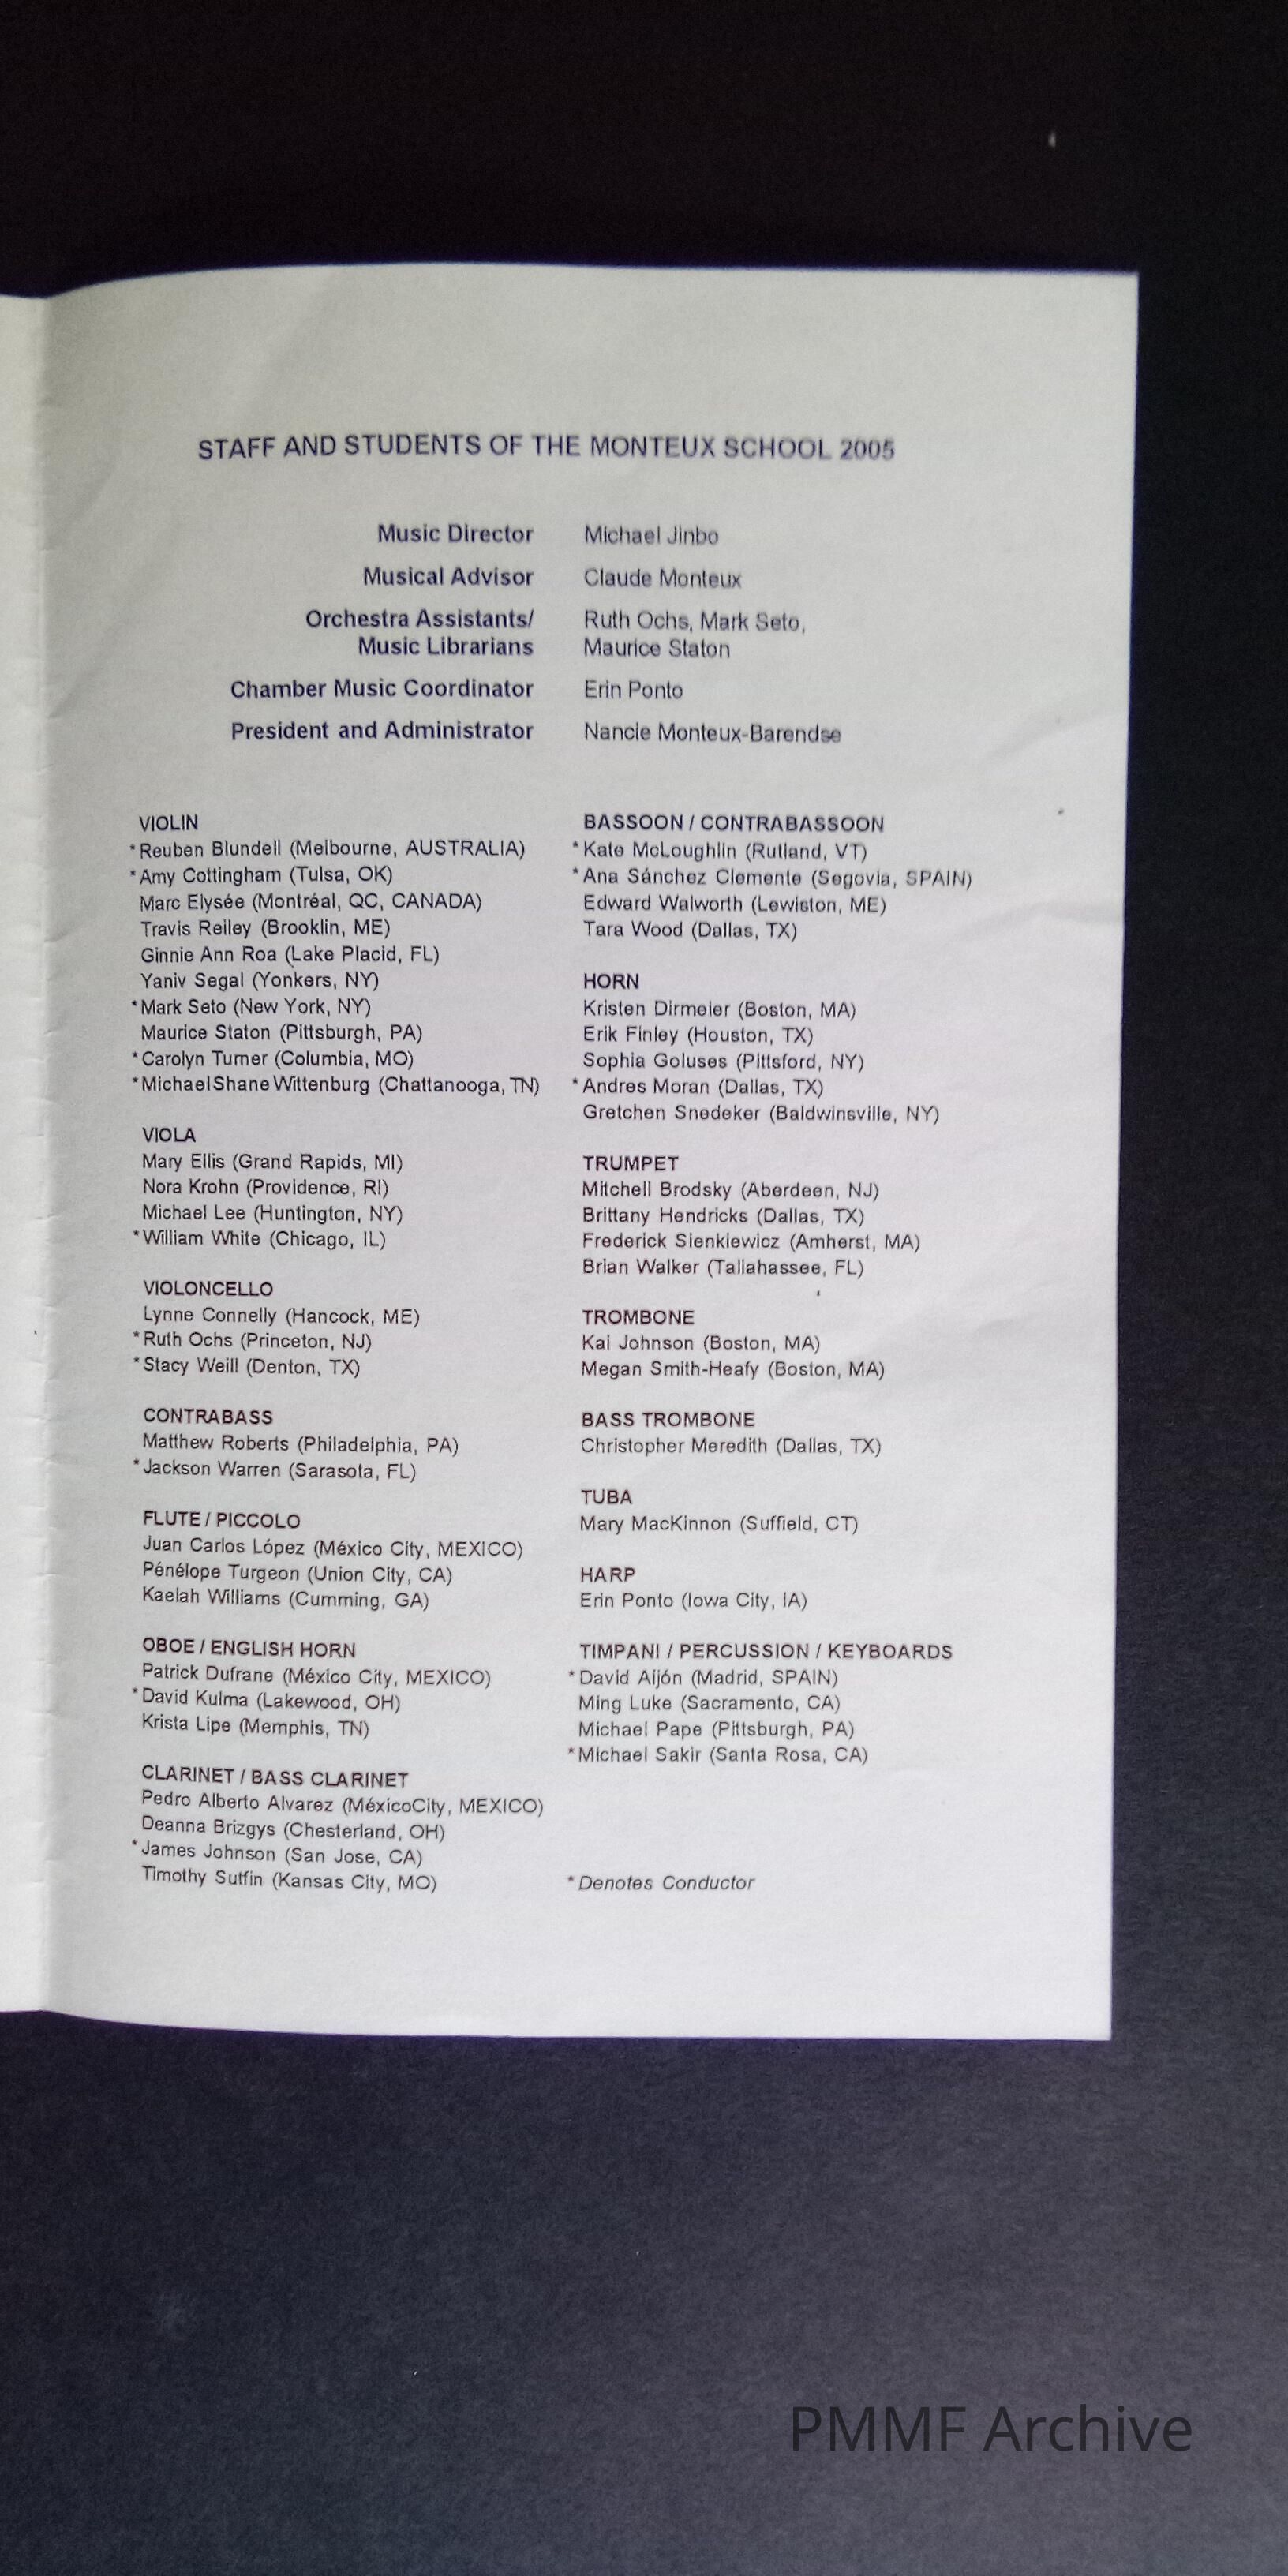 STAFF AND STUDENTS OF THE MONTEUX SCHOOL 2005
Music Director Michael Jinbo
Musical Advisor Claude Monteux
Orchestra Assistants/ Ruth Ochs, Mark Seto,
Music Librarians Maurice Staton
Chamber Music Coordinator Erin Ponto
President and Administrator Nancie Monteux-Barendse
VIOLIN
*Reuben Blundell (Melbourne, AUSTRALIA)
*Amy Cottingham (Tulsa, OK)
Marc Elysée (Montréal, QC, CANADA)
Travis Reiley (Brooklin, ME)
Ginnie Ann Roa (Lake Placid, FL)
Yaniv Segal (Yonkers, NY)
*Mark Seto (New York, NY)
Maurice Staton (Pittsburgh, PA)
*Carolyn Turner (Columbia, MO)
*Michael Shane Wittenburg (Chattanooga, TN)
VIOLA
Mary Ellis (Grand Rapids, MI)
Nora Krohn (Providence, RI)
Michael Lee (Huntington, NY)
*William White (Chicago, IL)
VIOLONCELLO
Lynne Connelly (Hancock, ME)
*Ruth Ochs (Princeton, NJ)
*Stacy Weill (Denton, TX)
CONTRABASS
Matthew Roberts (Philadelphia, PA)
*Jackson Warren (Sarasota, FL)
FLUTE / PICCOLO
Juan Carlos López (México City, MEXICO)
Pénélope Turgeon (Union City, CA)
Kaelah Williams (Cumming, GA)
OBOE / ENGLISH HORN
Patrick Dufrane (México City, MEXICO)
*David Kulma (Lakewood, OH)
Krista Lipe (Memphis, TN)
CLARINET / BASS CLARINET
Pedro Alberto Alvarez (MéxicoCity, MEXICO)
Deanna Brizgys (Chesterland, OH)
*James Johnson (San Jose, CA)
Timothy Sutfin (Kansas City, MO)
BASSOON / CONTRABASSOON
*Kate McLoughlin (Rutland, VT)
*Ana Sánchez Clemente (Segovia, SPAIN)
Edward Walworth (Lewiston, ME)
Tara Wood (Dallas, TX)
HORN
Kristen Dirmeier (Boston, MA)
Erik Finley (Houston, TX)
Sophia Goluses (Pittsford, NY)
*Andres Moran (Dallas, TX)
Gretchen Snedeker (Baldwinsville, NY)
TRUMPET
Mitchell Brodsky (Aberdeen, NJ)
Brittany Hendricks (Dallas, TX)
Frederick Sienkiewicz (Amherst, MA)
Brian Walker (Tallahassee, FL)
TROMBONE
Kai Johnson (Boston, MA)
Megan Smith-Heafy (Boston, MA)
BASS TROMBONE
Christopher Meredith (Dallas, TX)
TUBA
Mary MacKinnon (Suffield, CT)
HARP
Erin Ponto (Iowa City, IA)
TIMPANI / PERCUSSION / KEYBOARDS
*David Aijón (Madrid, SPAIN)
Ming Luke (Sacramento, CA)
Michael Pape (Pittsburgh, PA)
*Michael Sakir (Santa Rosa, CA)
*Denotes Conductor
PMMF Archive